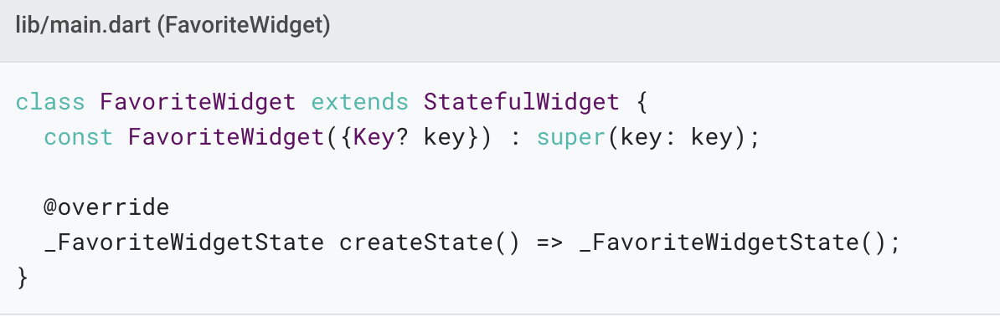 lib/main.dart (FavoriteWidget)
class FavoriteWidget extends StatefulWidget {
  const FavoriteWidget({Key? key}) : super(key: key);
  @override
  _FavoriteWidgetState createState() => _FavoriteWidgetState();
}